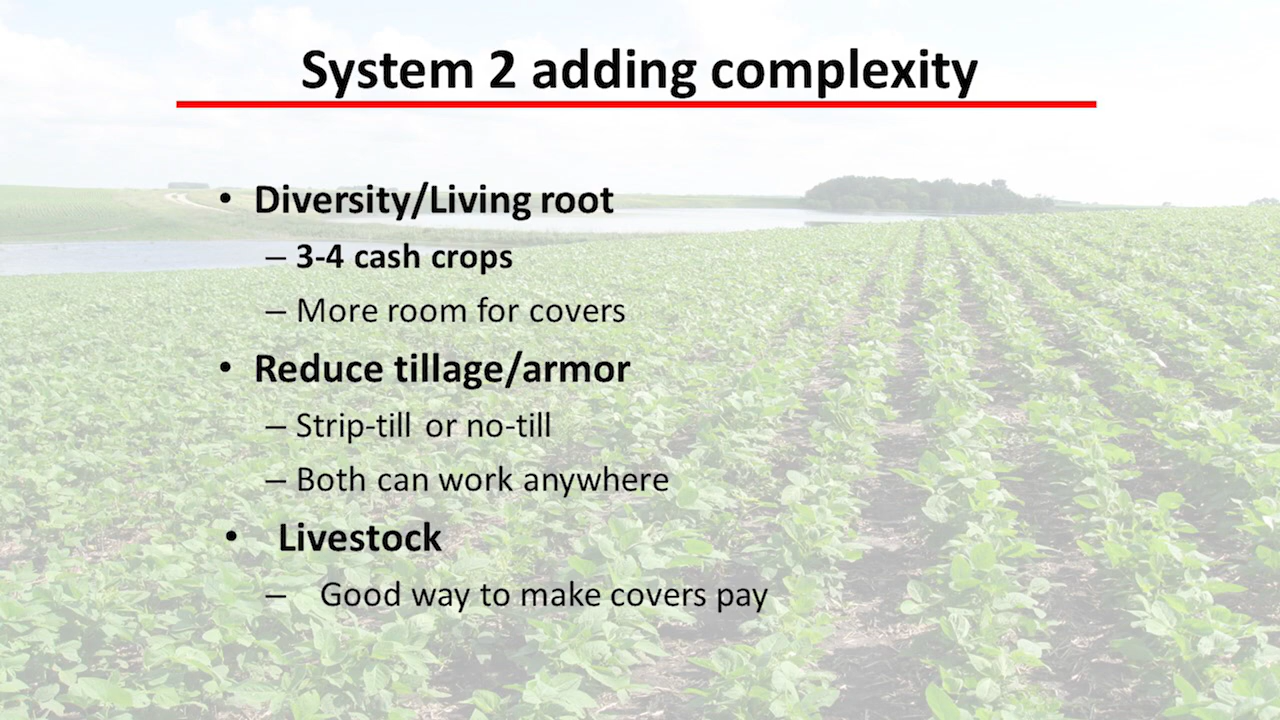 System 2 adding complexity
• Diversity/Living root
– 3-4 cash crops
– More room for covers
• Reduce tillage/armor
– Strip-till or no-till
– Both can work anywhere
• Livestock
– Good way to make covers pay